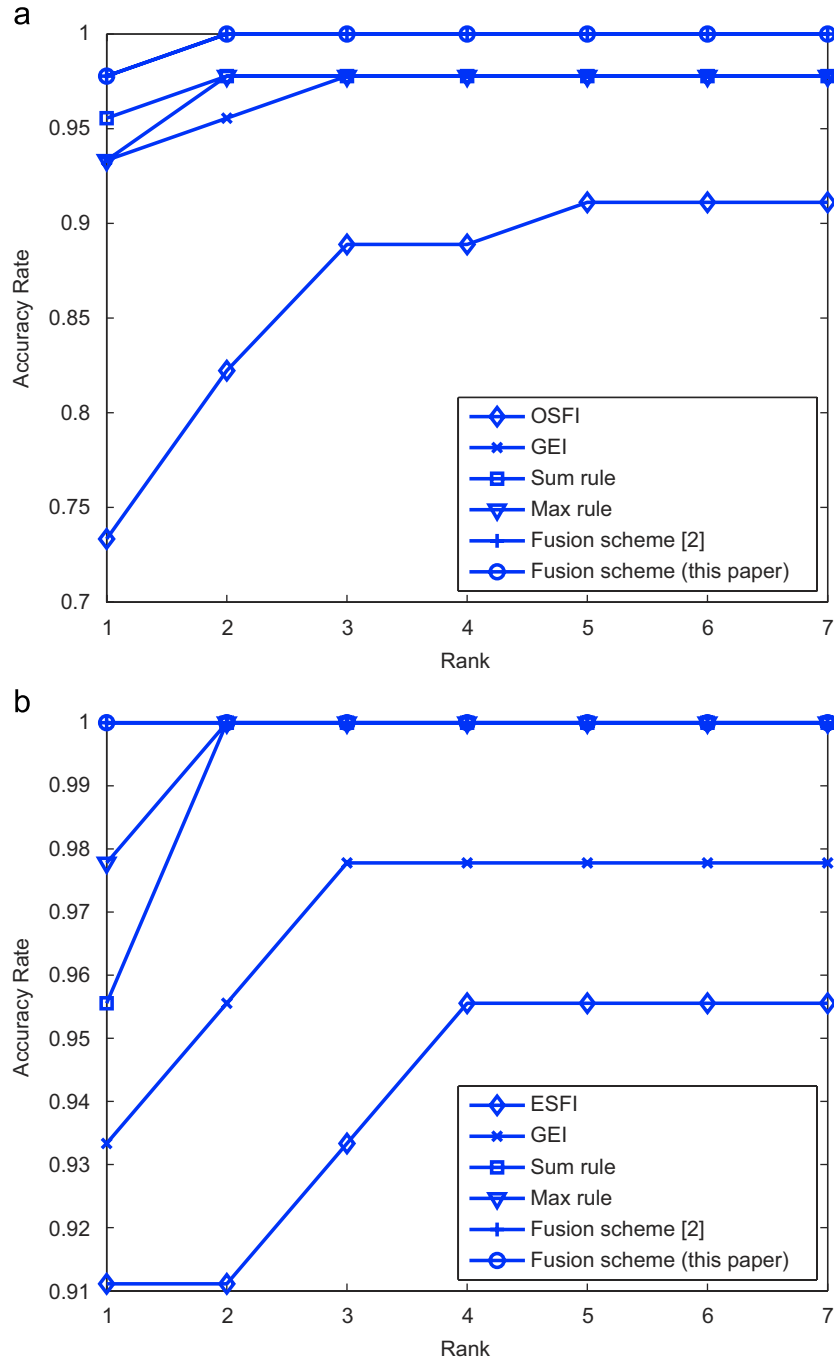 a
1
0.95
0.9
0.85
0.8
0.75
0.7
Accuracy Rate
OSFI
GEI
Sum rule
Max rule
Fusion scheme [2]
Fusion scheme (this paper)
1 2 3 4 5 6 7
Rank
b
1
0.99
0.98
0.97
0.96
0.95
0.94
0.93
0.92
0.91
Accuracy Rate
ESFI
GEI
Sum rule
Max rule
Fusion scheme [2]
Fusion scheme (this paper)
1 2 3 4 5 6 7
Rank